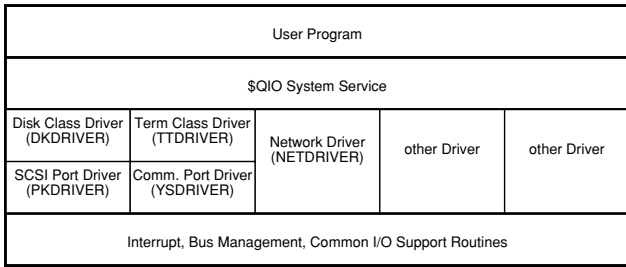 User Program
$QIO System Service
Disk Class Driver
(DKDRIVER)
Term Class Driver
(TTDRIVER)
Network Driver
(NETDRIVER)
other Driver
other Driver
SCSI Port Driver
(PKDRIVER)
Comm. Port Driver
(YSDRIVER)
Interrupt, Bus Management, Common I/O Support Routines